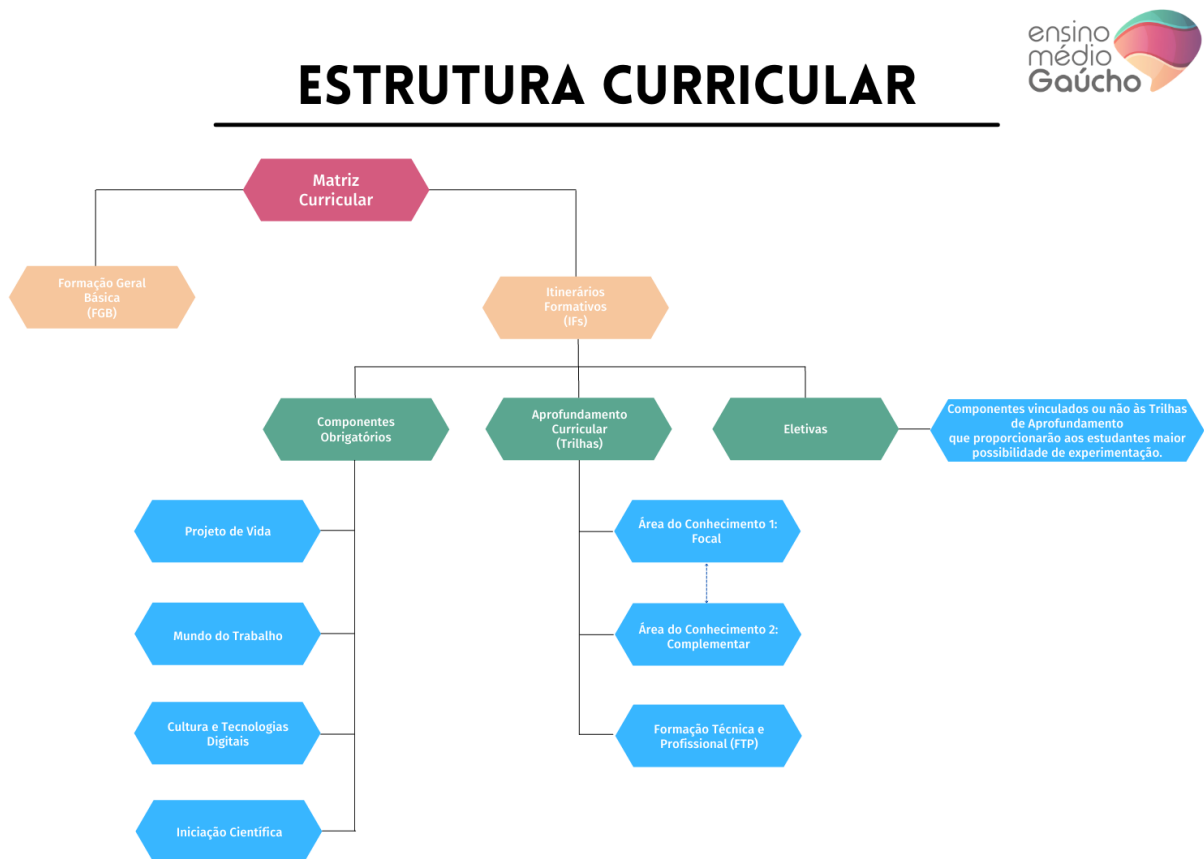 ensino
médio
Gaúcho
ESTRUTURA CURRICULAR
Matriz
Curricular
Formação Geral
Básica
(FGB)
Itinerários
Formativos
(IFs)
Componentes
Obrigatórios
Aprofundamento
Curricular
(Trilhas)
Eletivas
Componentes vinculados ou não às Trilhas
de Aprofundamento
que proporcionarão aos estudantes maior
possibilidade de experimentação.
Projeto de Vida
Mundo do Trabalho
Cultura e Tecnologias
Digitais
Iniciação Científica
Área do Conhecimento 1:
Focal
Área do Conhecimento 2:
Complementar
Formação Técnica e
Profissional (FTP)